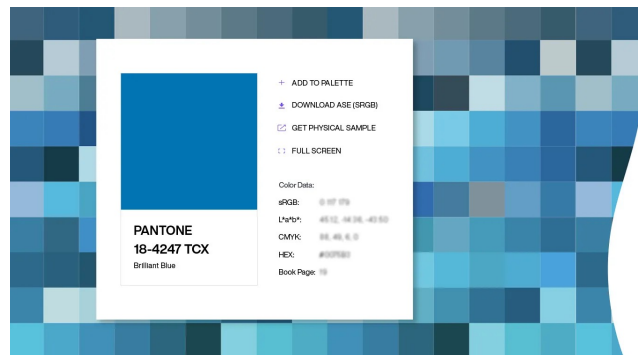 PANTONE
18-4247 TCX
Brilliant Blue
+ ADD TO PALETTE
DOWNLOAD ASE (SRGB)
GET PHYSICAL SAMPLE
FULL SCREEN
Color Data:
sRGB:
L*a*b*:
CMYK:
HEX:
Book Page: